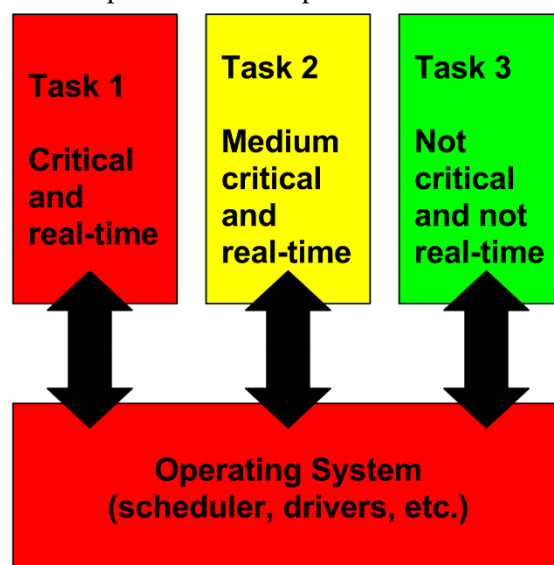 Task 1
Critical
and
real-time
Task 2
Medium
critical
and
real-time
Task 3
Not
critical
and not
real-time
Operating System
(scheduler, drivers, etc.)